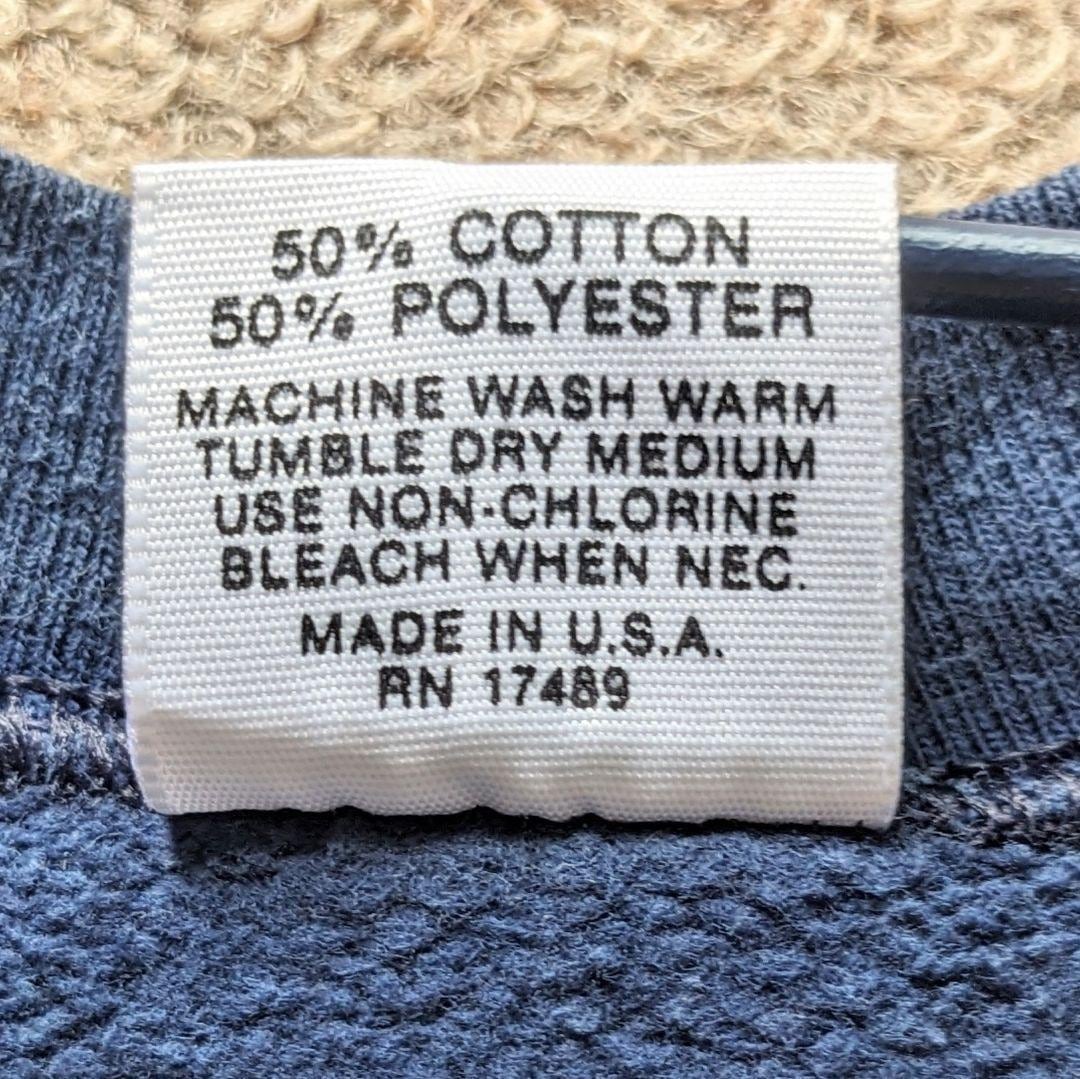 50% COTTON
50% POLYESTER
MACHINE WASH WARM
TUMBLE DRY MEDIUM
USE NON-CHLORINE
BLEACH WHEN NEC.
MADE IN U.S.A.
RN 17489